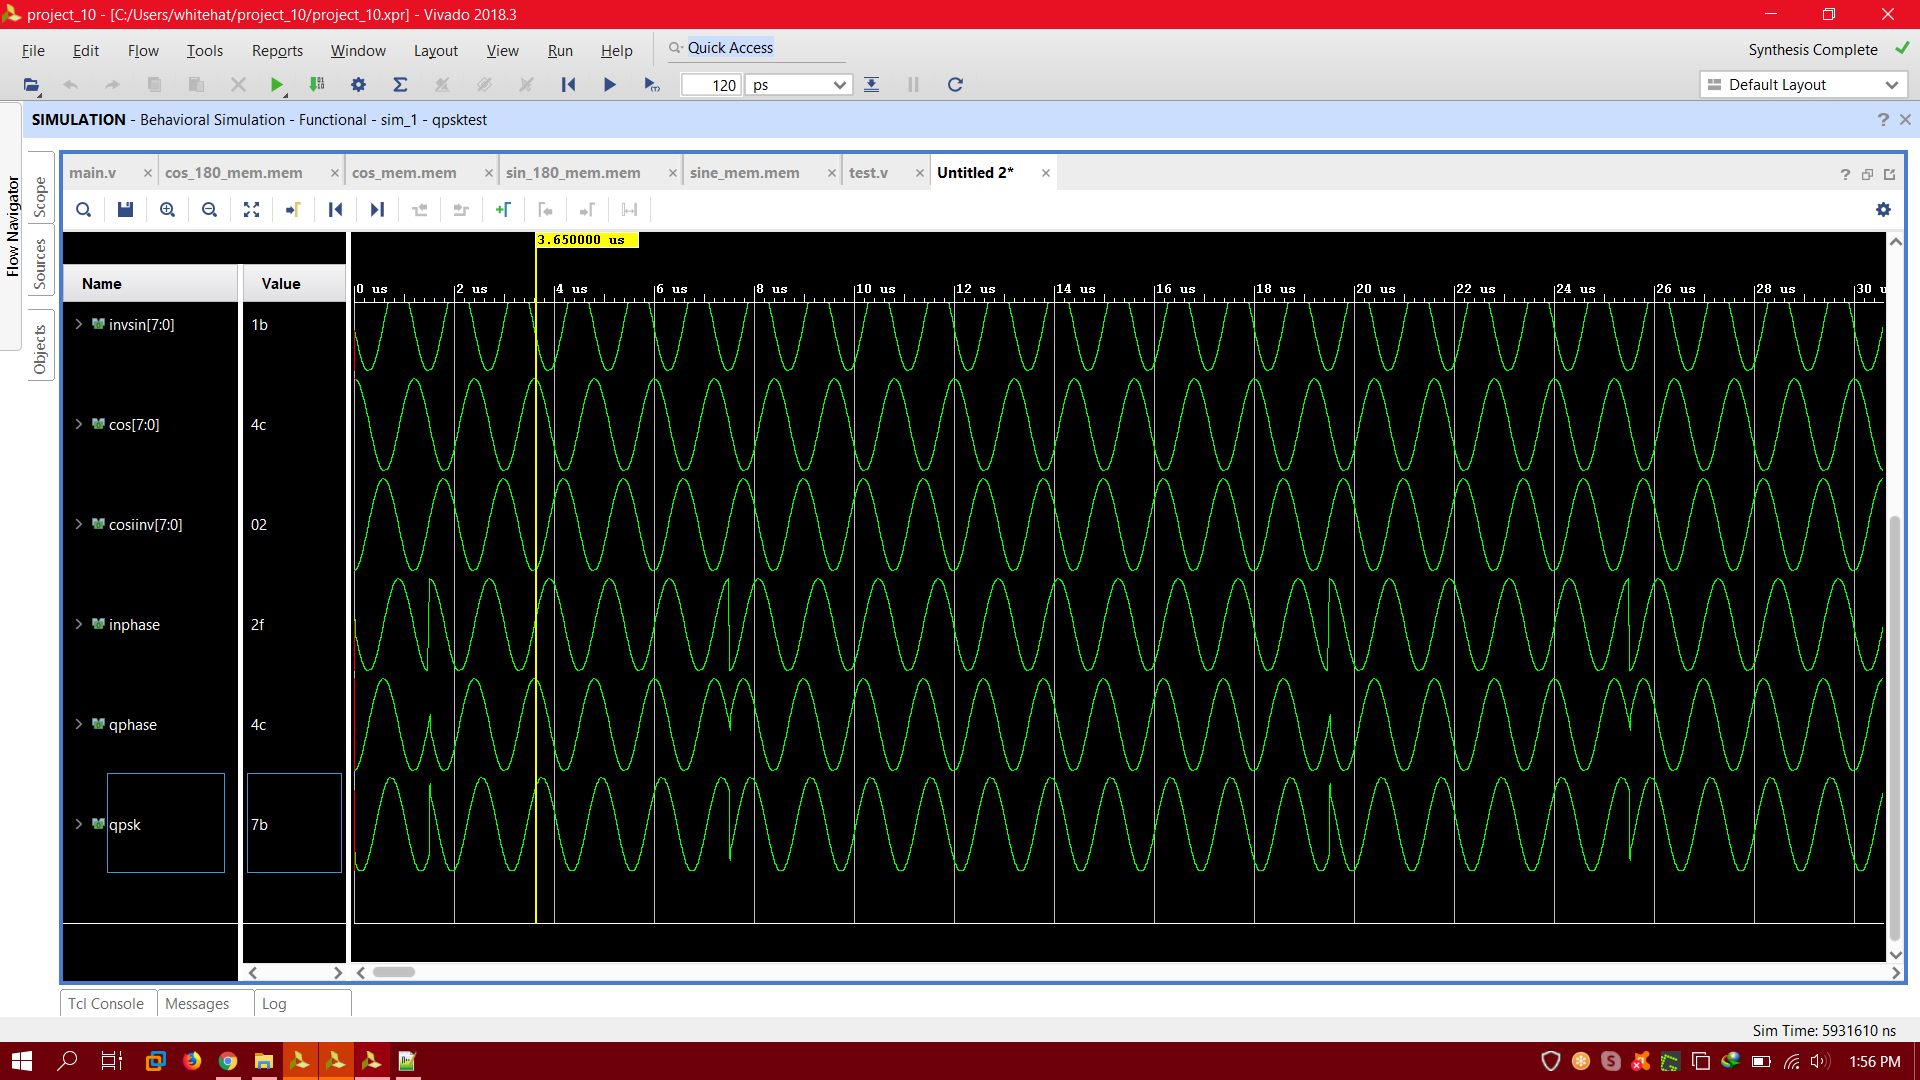 project_10 - [C:/Users/whitehat/project_10/project_10.xpr] - Vivado 2018.3
File Edit Flow Tools Reports Window Layout View Run Help Quick Access Synthesis Complete
120 ps Default Layout
SIMULATION - Behavioral Simulation - Functional - sim_1 - qpsktest
Flow Navigator
Scope
Sources
Objects
main.v cos_180_mem.mem cos_mem.mem sin_180_mem.mem sine_mem.mem test.v Untitled 2*
3.650000 us
Name Value
0 us 2 us 4 us 6 us 8 us 10 us 12 us 14 us 16 us 18 us 20 us 22 us 24 us 26 us 28 us 30 u
invsin[7:0] 1b
cos[7:0] 4c
cosiinv[7:0] 02
inphase 2f
qphase 4c
qpsk 7b
Tcl Console Messages Log
Sim Time: 5931610 ns
1:56 PM